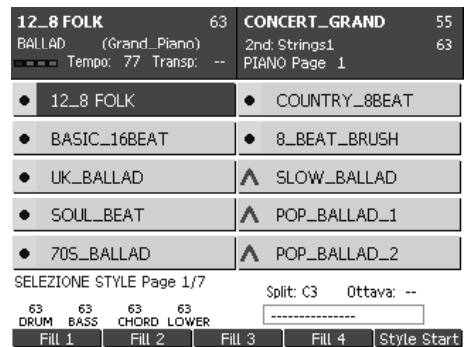 12_8 FOLK 63
BALLAD (Grand_Piano)
Tempo: 77 Transp: --
CONCERT_GRAND 55
2nd: Strings1 63
PIANO Page 1
12_8 FOLK
COUNTRY_8BEAT
BASIC_16BEAT
8_BEAT_BRUSH
UK_BALLAD
SLOW_BALLAD
SOUL_BEAT
POP_BALLAD_1
70S_BALLAD
POP_BALLAD_2
SELEZIONE STYLE Page 1/7
63 63 63 63
DRUM BASS CHORD LOWER
Split: C3 Ottava: --
---------------
Fill 1 Fill 2 Fill 3 Fill 4 Style Start